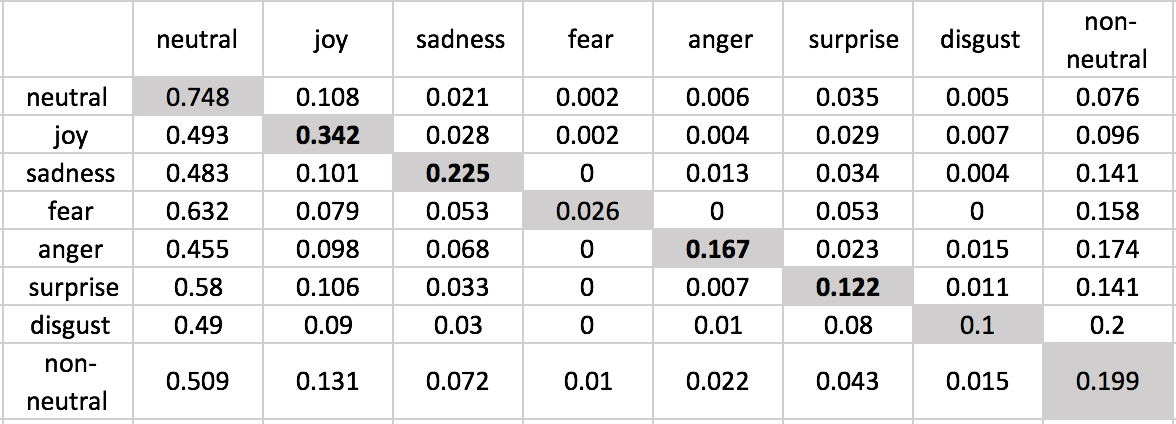 neutral joy sadness fear anger surprise disgust non-neutral
neutral 0.748 0.108 0.021 0.002 0.006 0.035 0.005 0.076
joy 0.493 0.342 0.028 0.002 0.004 0.029 0.007 0.096
sadness 0.483 0.101 0.225 0 0.013 0.034 0.004 0.141
fear 0.632 0.079 0.053 0.026 0 0.053 0 0.158
anger 0.455 0.098 0.068 0 0.167 0.023 0.015 0.174
surprise 0.58 0.106 0.033 0 0.007 0.122 0.011 0.141
disgust 0.49 0.09 0.03 0 0.01 0.08 0.1 0.2
non-neutral 0.509 0.131 0.072 0.01 0.022 0.043 0.015 0.199